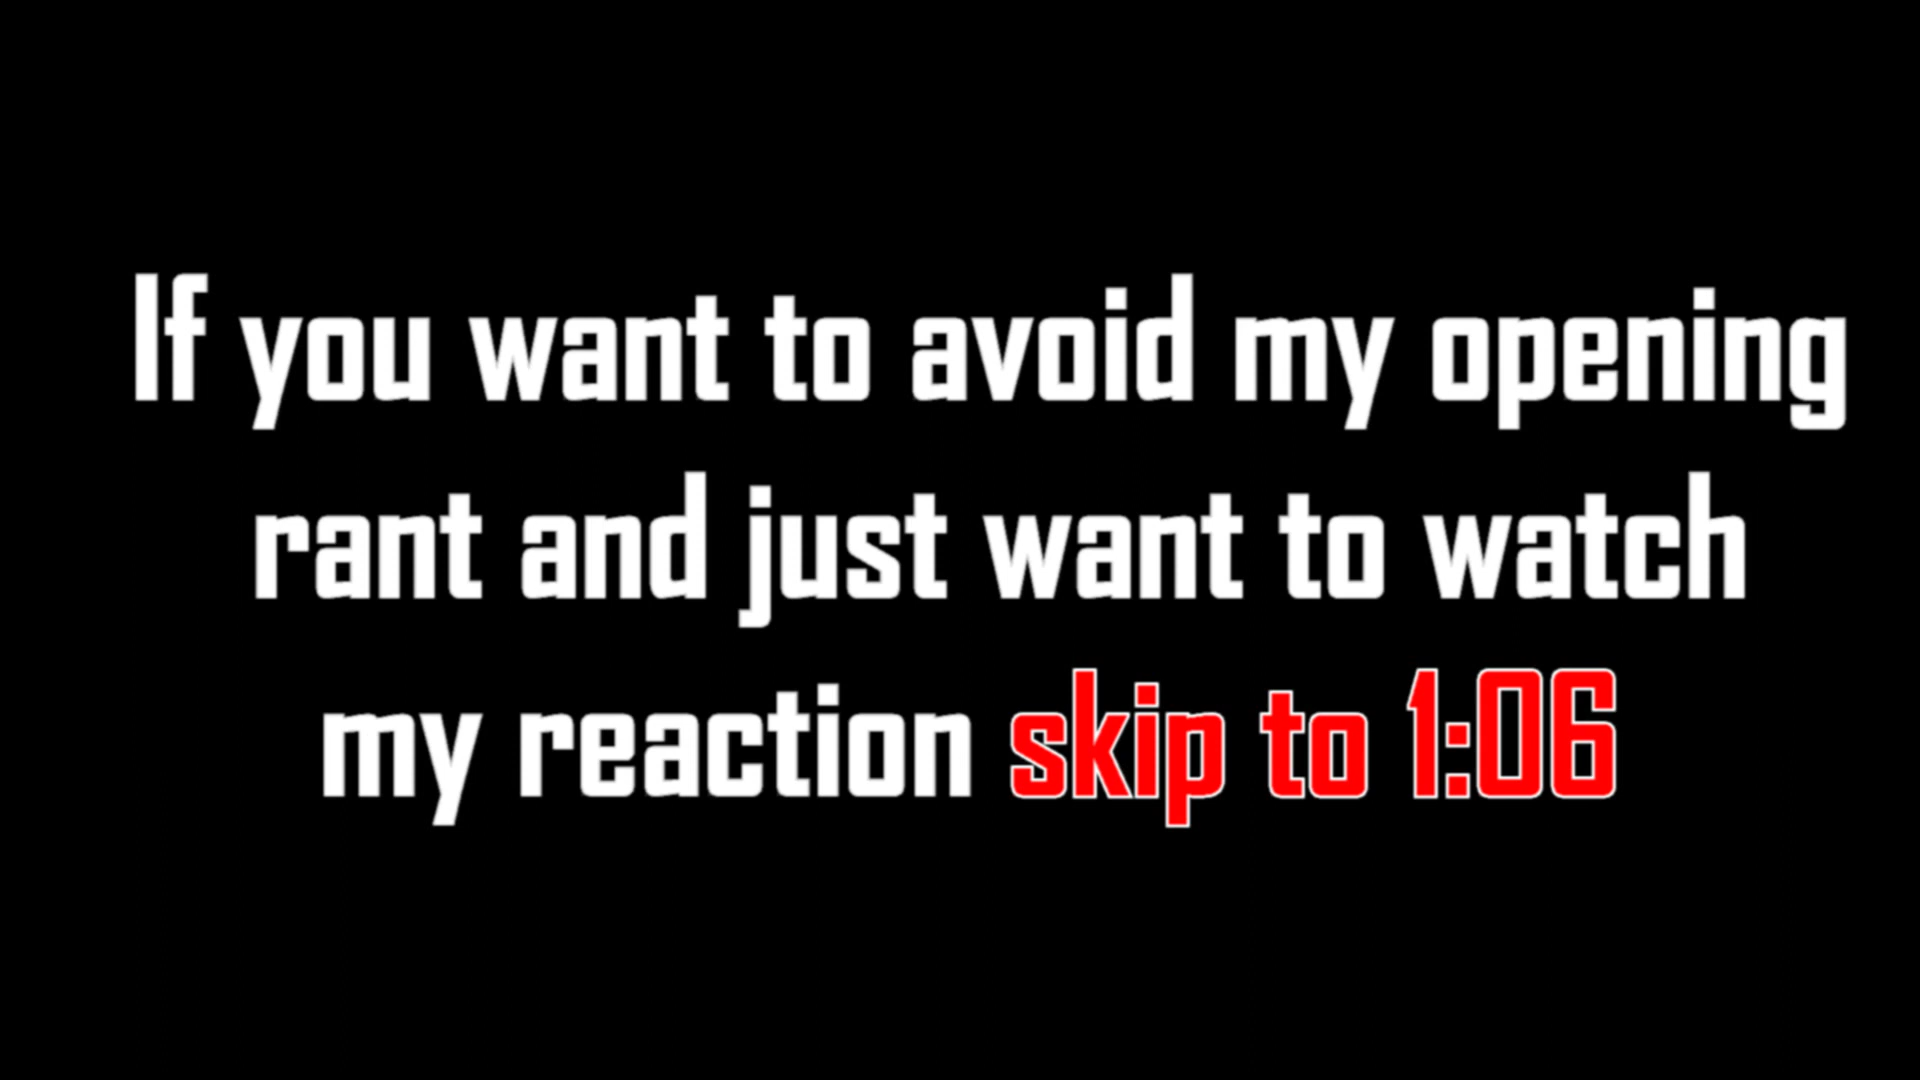 If you want to avoid my opening
rant and just want to watch
my reaction skip to 1:06